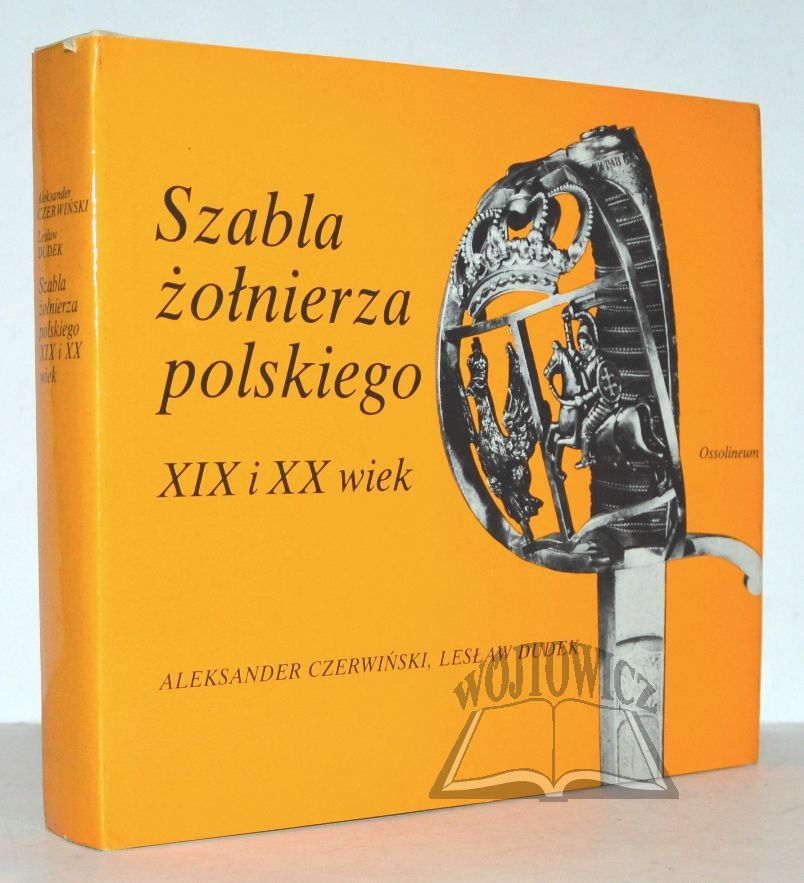 Aleksander
CZERWIŃSKI
Lesław
DUDEK
Szabla
żołnierza
polskiego
XIX i XX
wiek
Szabla
żołnierza
polskiego
XIX i XX wiek
Ossolineum
ALEKSANDER CZERWIŃSKI, LESŁAW DUDEK
WÓJTOWICZ